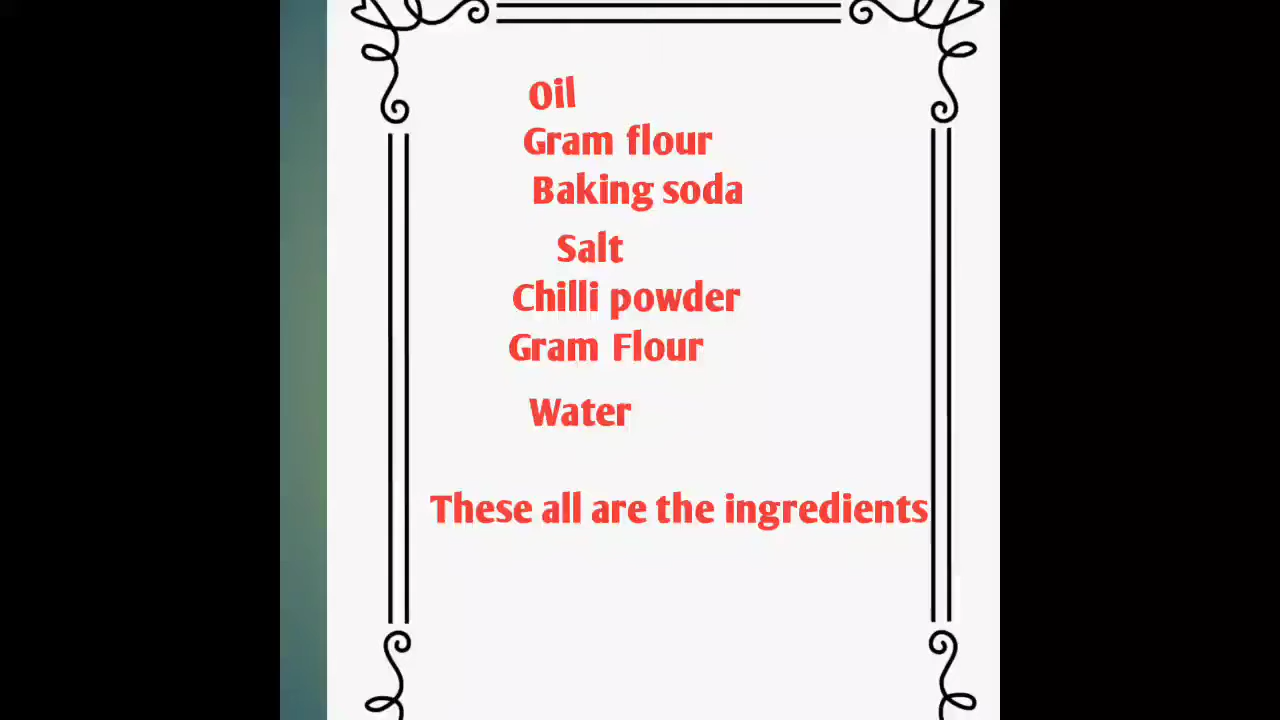 Oil
Gram flour
Baking soda
Salt
Chilli powder
Gram Flour
Water
These all are the ingredients